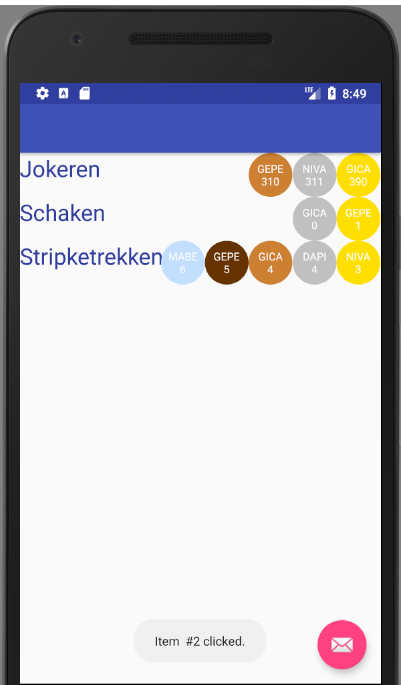 LTE 8:49
Jokeren GEPE 310 NIVA 311 GICA 390
Schaken GICA 0 GEPE 1
Stripketrekken MABE 6 GEPE 5 GICA 4 DAPI 4 NIVA 3
Item #2 clicked.